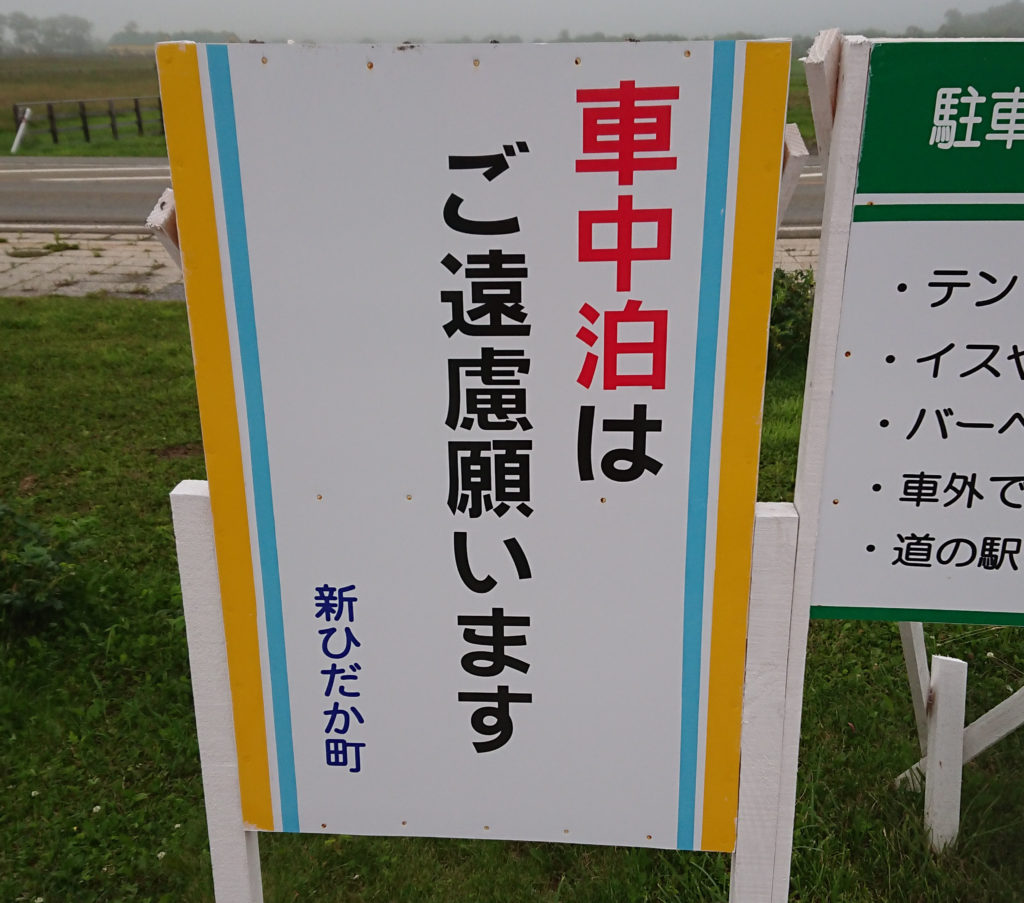 車中泊は
ご遠慮願います
新ひだか町
駐車
・テン
・イスや
・バーベ
・車外で
・道の駅